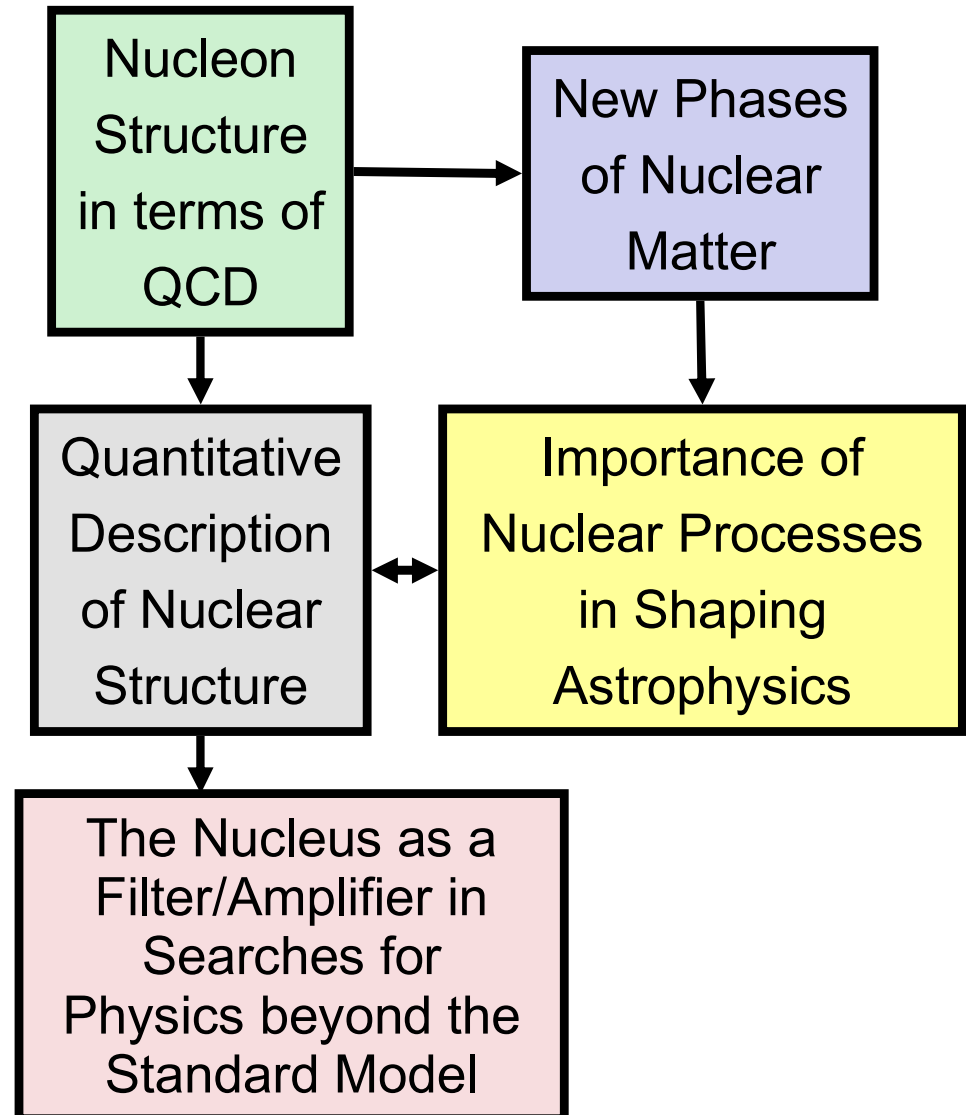 Nucleon
Structure
in terms of
QCD
New Phases
of Nuclear
Matter
Quantitative
Description
of Nuclear
Structure
Importance of
Nuclear Processes
in Shaping
Astrophysics
The Nucleus as a
Filter/Amplifier in
Searches for
Physics beyond the
Standard Model